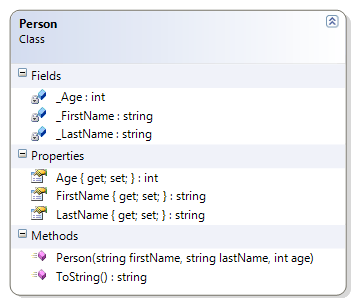 Person
Class
Fields
_Age : int
_FirstName : string
_LastName : string
Properties
Age { get; set; } : int
FirstName { get; set; } : string
LastName { get; set; } : string
Methods
Person(string firstName, string lastName, int age)
ToString() : string